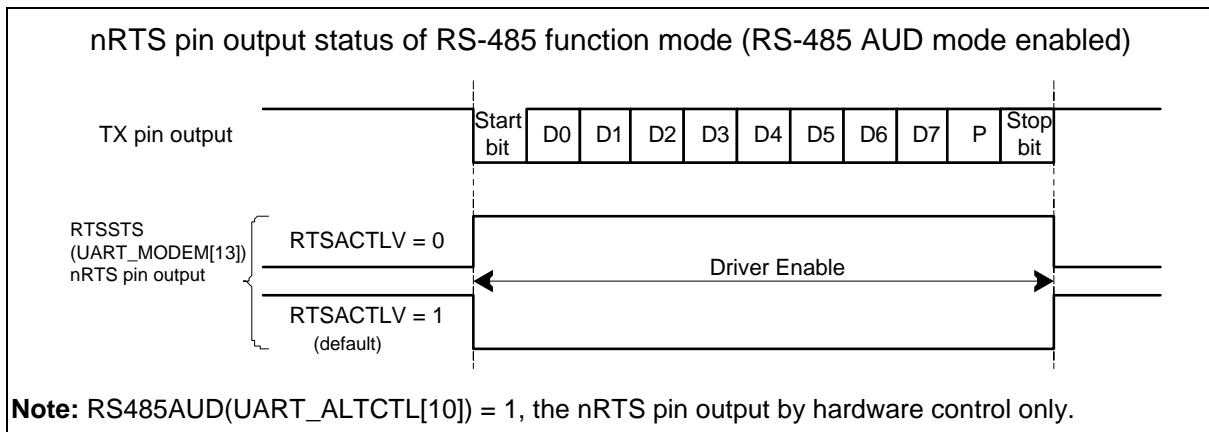 nRTS pin output status of RS-485 function mode (RS-485 AUD mode enabled)
TX pin output
Start bit
D0
D1
D2
D3
D4
D5
D6
D7
P
Stop bit
RTSSTS
(UART_MODEM[13])
nRTS pin output
RTSACTLV = 0
Driver Enable
RTSACTLV = 1
(default)
Note: RS485AUD(UART_ALTCTL[10]) = 1, the nRTS pin output by hardware control only.